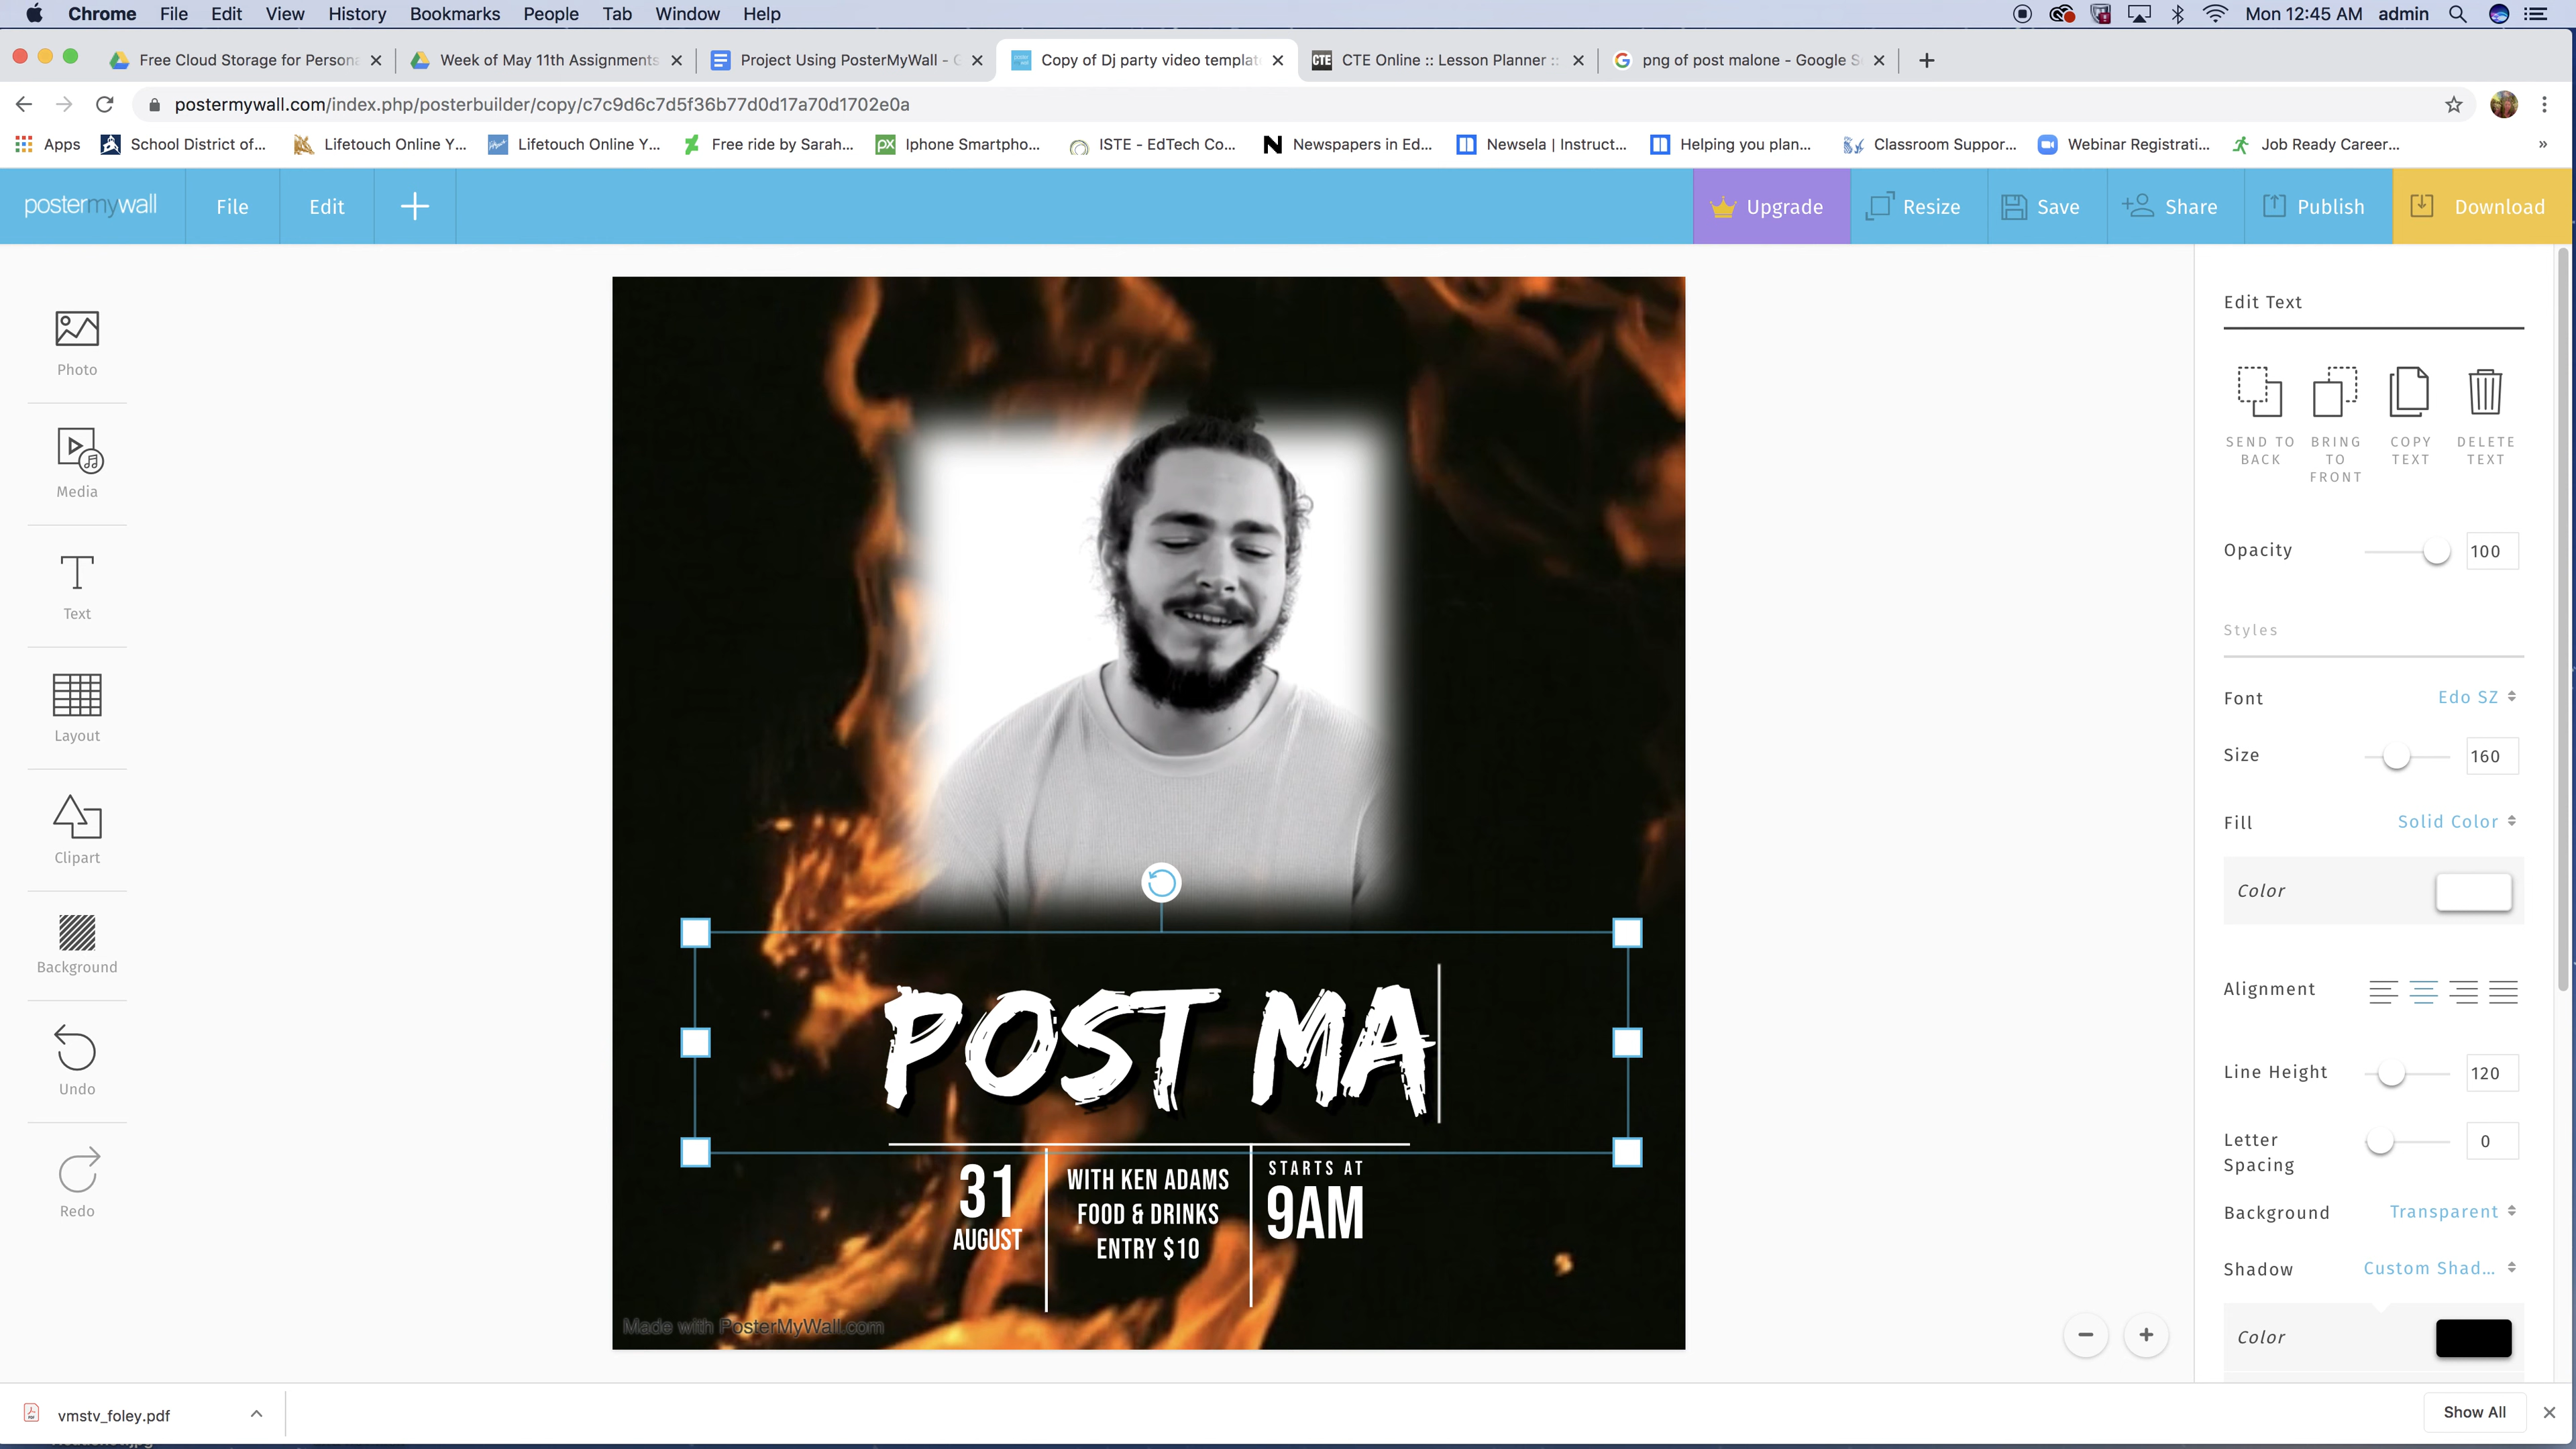 Chrome File Edit View History Bookmarks People Tab Window Help Mon 12:45 AM admin
Free Cloud Storage for Persona Week of May 11th Assignments Project Using PosterMyWall - G Copy of Dj party video templat CTE CTE Online :: Lesson Planner :: png of post malone - Google S
postermywall.com/index.php/posterbuilder/copy/c7c9d6c7d5f36b77d0d17a70d1702e0a
Apps School District of... Lifetouch Online Y... Lifetouch Online Y... Free ride by Sarah... px Iphone Smartpho... ISTE - EdTech Co... N Newspapers in Ed... Newsela | Instruct... Helping you plan... Classroom Suppor... Webinar Registrati... Job Ready Career... »
postermywall File Edit Upgrade Resize Save Share Publish Download
Photo
Media
Text
Layout
Clipart
Background
Undo
Redo
POST MA
31
AUGUST
WITH KEN ADAMS
FOOD & DRINKS
ENTRY $10
STARTS AT
9AM
Made with PosterMyWall.com
Edit Text
SEND TO BACK
BRING TO FRONT
COPY TEXT
DELETE TEXT
Opacity 100
Styles
Font Edo SZ
Size 160
Fill Solid Color
Color
Alignment
Line Height 120
Letter Spacing 0
Background Transparent
Shadow Custom Shad...
Color
vmstv_foley.pdf Show All